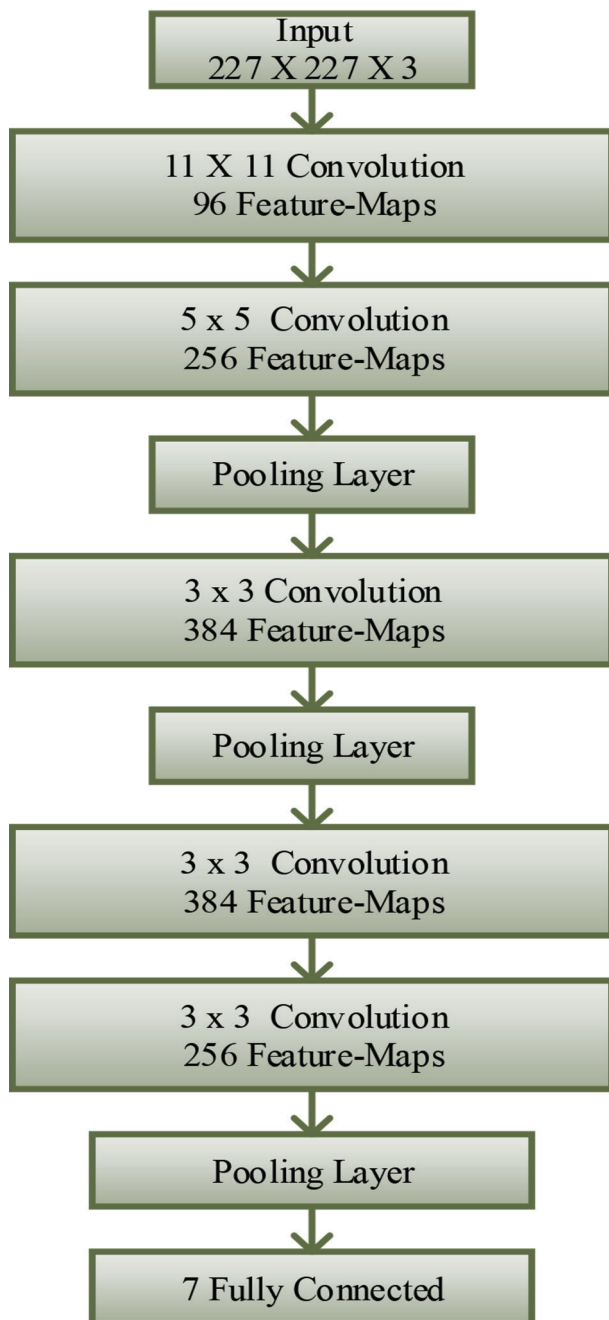 Input
227 X 227 X 3
11 X 11 Convolution
96 Feature-Maps
5 x 5 Convolution
256 Feature-Maps
Pooling Layer
3 x 3 Convolution
384 Feature-Maps
Pooling Layer
3 x 3 Convolution
384 Feature-Maps
3 x 3 Convolution
256 Feature-Maps
Pooling Layer
7 Fully Connected